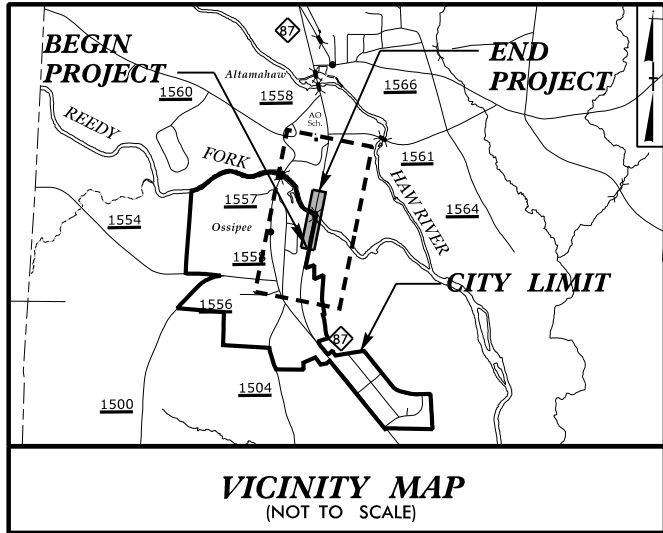 87
BEGIN
PROJECT
END
PROJECT
Altamahaw
1560
1558
1566
AO
Sch.
REEDY
FORK
1561
HAW RIVER
1557
1564
1554
Ossipee
1558
CITY LIMIT
1556
87
1504
1500
VICINITY MAP
(NOT TO SCALE)